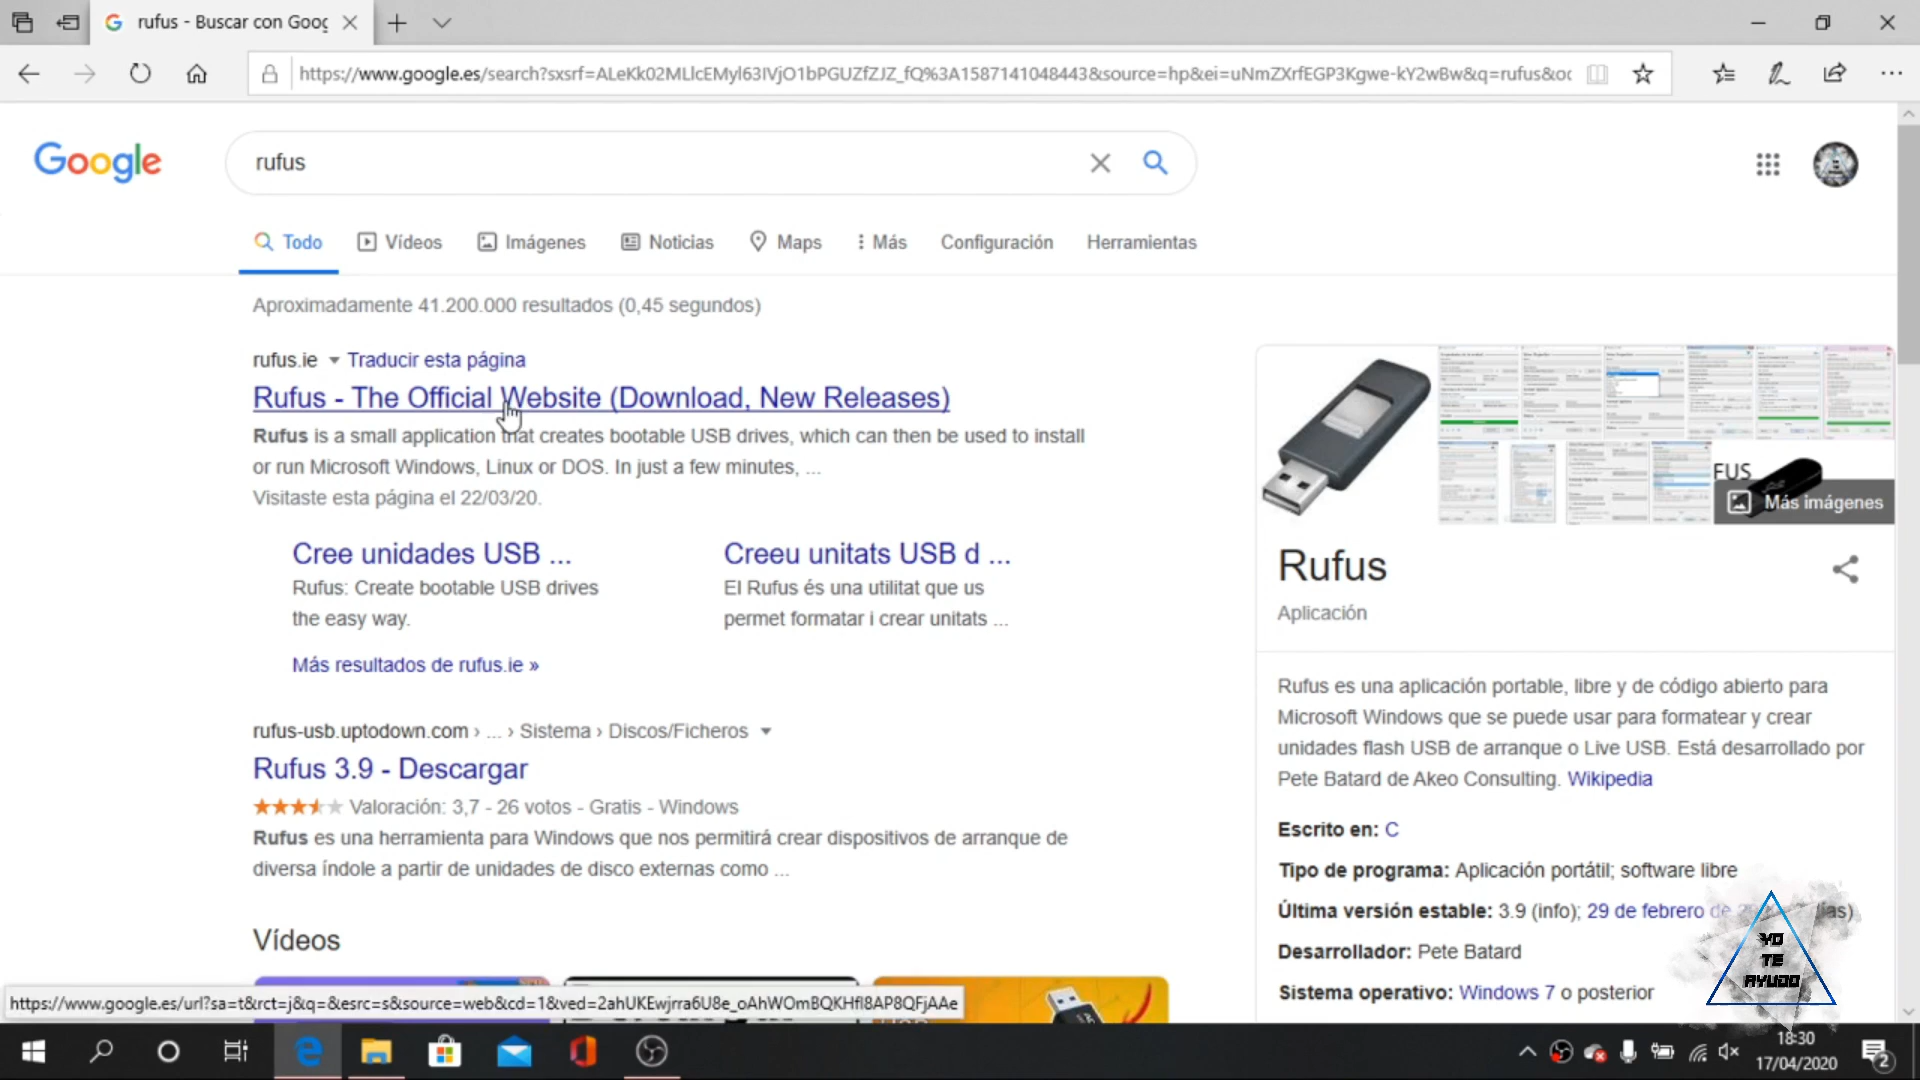 rufus - Buscar con Goog
https://www.google.es/search?sxsrf=ALeKk02MLlcEMyl63IVjO1bPGUZfZJZ_fQ%3A1587141048443&source=hp&ei=uNmZXrfEGP3Kgwe-kY2wBw&q=rufus&oc
Google
rufus
Todo Vídeos Imágenes Noticias Maps Más Configuración Herramientas
Aproximadamente 41.200.000 resultados (0,45 segundos)
rufus.ie Traducir esta página
Rufus - The Official Website (Download, New Releases)
Rufus is a small application that creates bootable USB drives, which can then be used to install
or run Microsoft Windows, Linux or DOS. In just a few minutes, ...
Visitaste esta página el 22/03/20.
Cree unidades USB ...
Rufus: Create bootable USB drives
the easy way.
Creeu unitats USB d ...
El Rufus és una utilitat que us
permet formatar i crear unitats ...
Más resultados de rufus.ie »
rufus-usb.uptodown.com › ... › Sistema › Discos/Ficheros
Rufus 3.9 - Descargar
Valoración: 3,7 - 26 votos - Gratis - Windows
Rufus es una herramienta para Windows que nos permitirá crear dispositivos de arranque de
diversa índole a partir de unidades de disco externas como ...
Vídeos
https://www.google.es/url?sa=t&rct=j&q=&esrc=s&source=web&cd=1&ved=2ahUKEwjrra6U8e_oAhWOmBQKHfl8AP8QFjAAe
FUS
Más imágenes
Rufus
Aplicación
Rufus es una aplicación portable, libre y de código abierto para
Microsoft Windows que se puede usar para formatear y crear
unidades flash USB de arranque o Live USB. Está desarrollado por
Pete Batard de Akeo Consulting. Wikipedia
Escrito en: C
Tipo de programa: Aplicación portátil; software libre
Última versión estable: 3.9 (info); 29 de febrero de
Desarrollador: Pete Batard
Sistema operativo: Windows 7 o posterior
YO
TE
AYUDO
18:30
17/04/2020
2